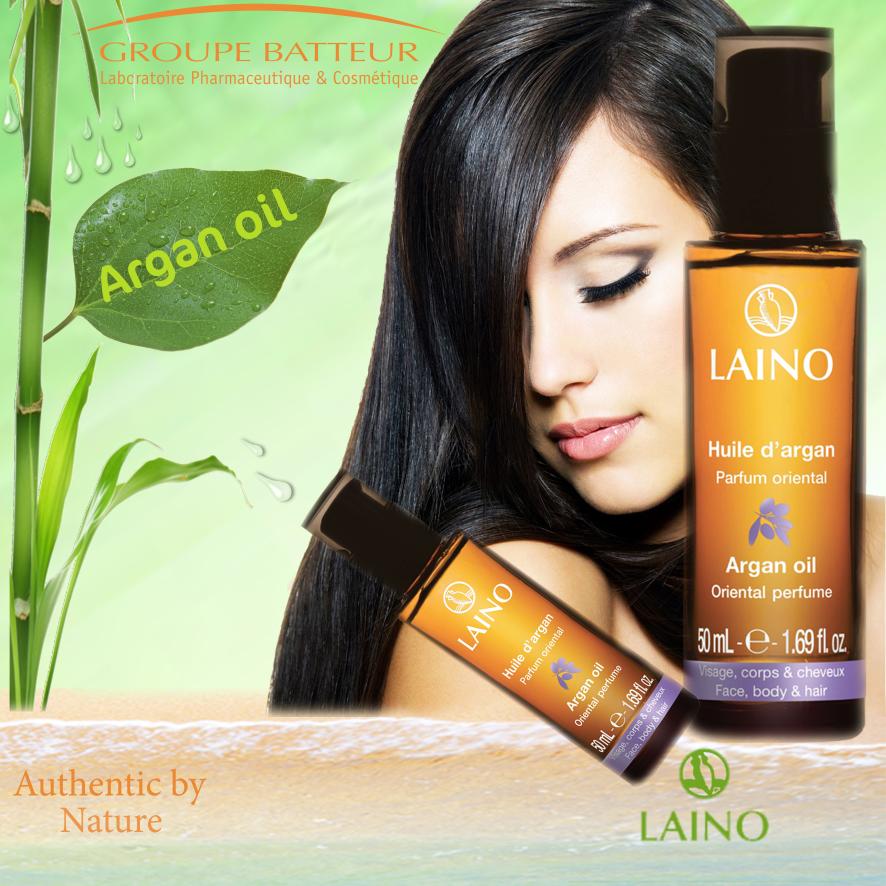 GROUPE BATTEUR
Laboratoire Pharmaceutique & Cosmétique
Argan oil
LAINO
Huile d'argan
Parfum oriental
Argan oil
Oriental perfume
50 mL - e - 1.69 fl. oz.
Visage, corps & cheveux
Face, body & hair
LAINO
Huile d'argan
Parfum oriental
Argan oil
Oriental perfume
50 mL - e - 1.69 fl. oz.
Visage, corps & cheveux
Face, body & hair
Authentic by
Nature
LAINO